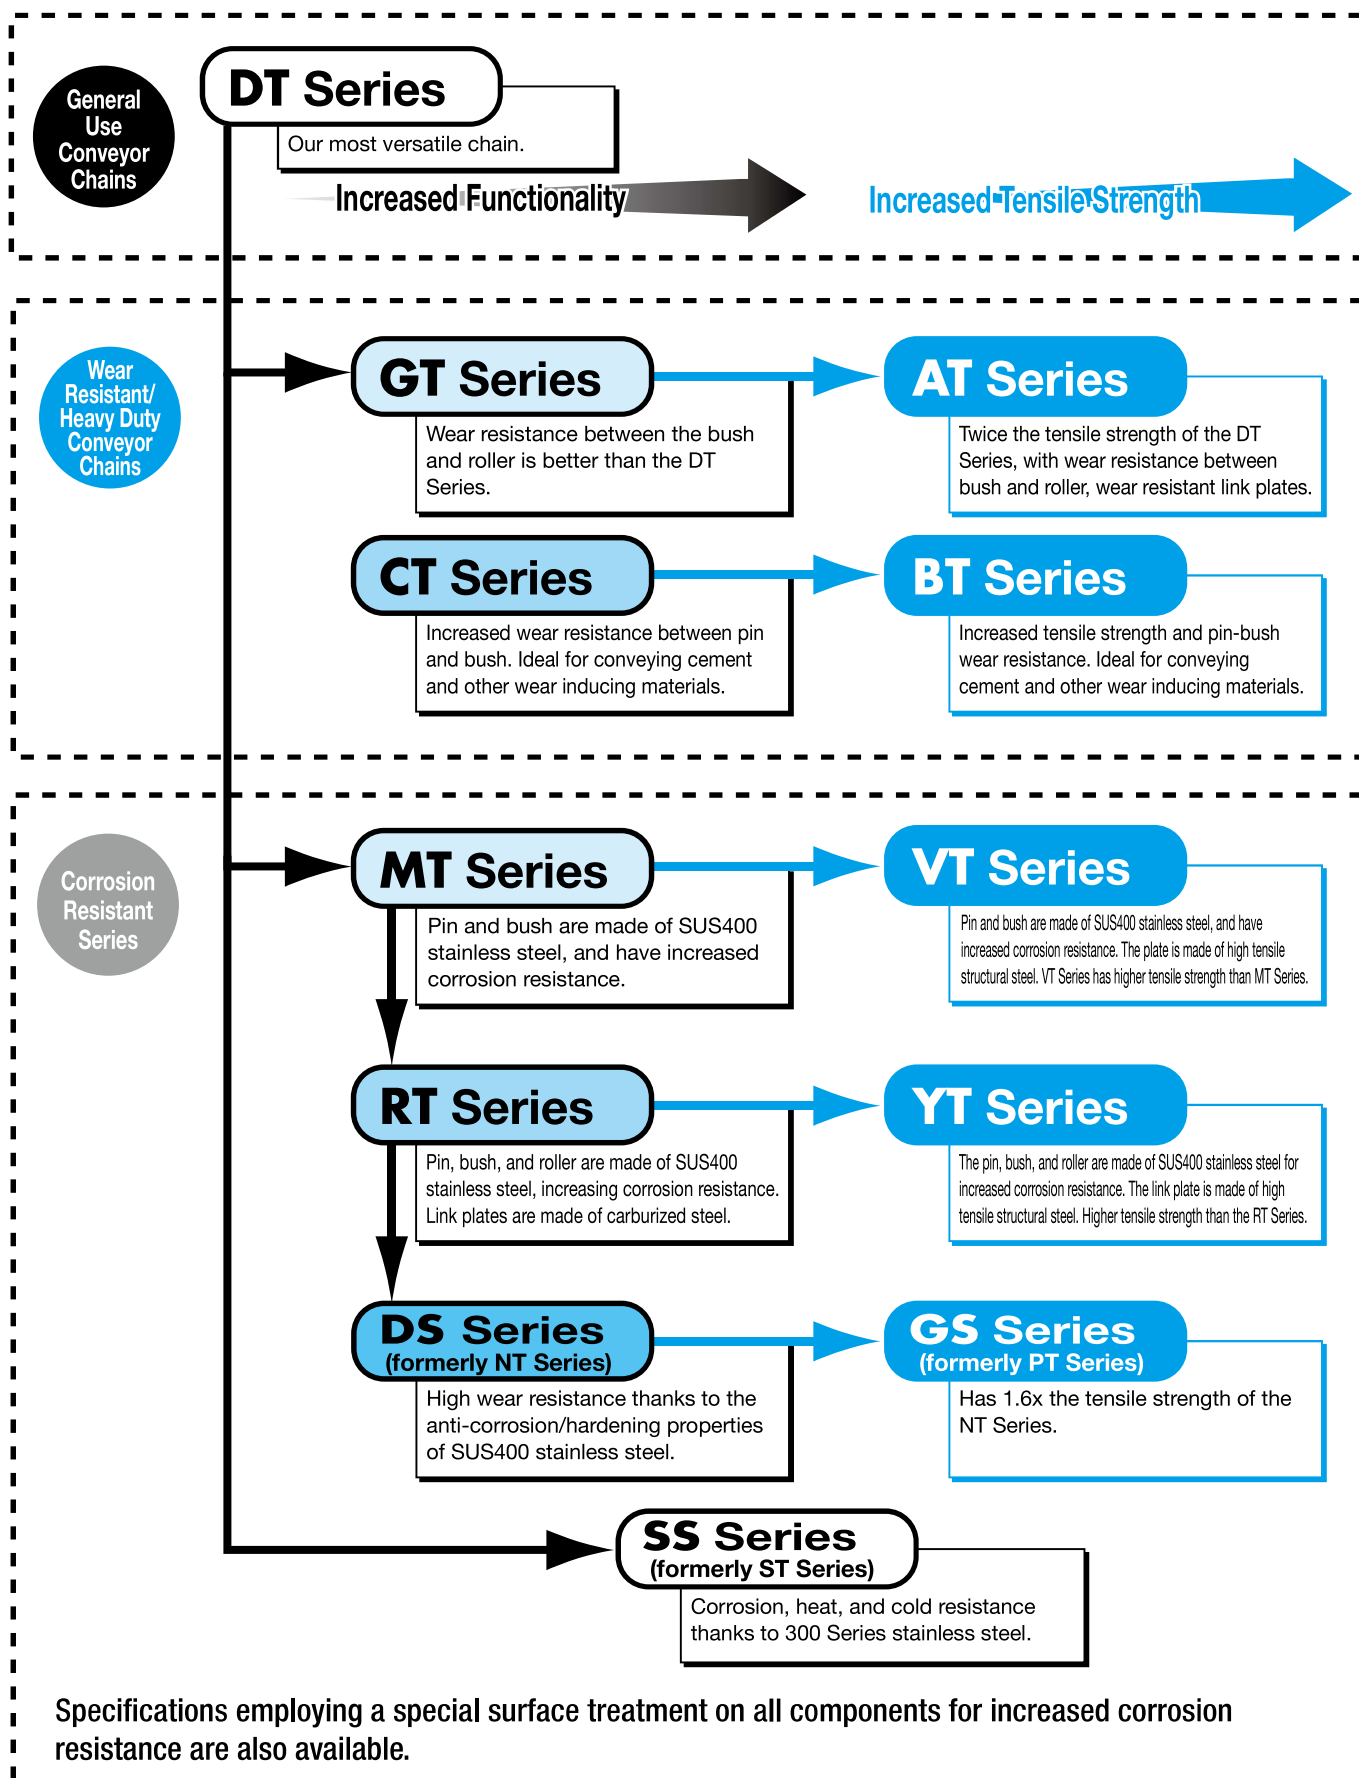 General
Use
Conveyor
Chains
DT Series
Our most versatile chain.
Increased Functionality
Increased Tensile Strength
Wear
Resistant/
Heavy Duty
Conveyor
Chains
GT Series
Wear resistance between the bush
and roller is better than the DT
Series.
AT Series
Twice the tensile strength of the DT
Series, with wear resistance between
bush and roller, wear resistant link plates.
CT Series
Increased wear resistance between pin
and bush. Ideal for conveying cement
and other wear inducing materials.
BT Series
Increased tensile strength and pin-bush
wear resistance. Ideal for conveying
cement and other wear inducing materials.
Corrosion
Resistant
Series
MT Series
Pin and bush are made of SUS400
stainless steel, and have increased
corrosion resistance.
VT Series
Pin and bush are made of SUS400 stainless steel, and have
increased corrosion resistance. The plate is made of high tensile
structural steel. VT Series has higher tensile strength than MT Series.
RT Series
Pin, bush, and roller are made of SUS400
stainless steel, increasing corrosion resistance.
Link plates are made of carburized steel.
YT Series
The pin, bush, and roller are made of SUS400 stainless steel for
increased corrosion resistance. The link plate is made of high
tensile structural steel. Higher tensile strength than the RT Series.
DS Series
(formerly NT Series)
High wear resistance thanks to the
anti-corrosion/hardening properties
of SUS400 stainless steel.
GS Series
(formerly PT Series)
Has 1.6x the tensile strength of the
NT Series.
SS Series
(formerly ST Series)
Corrosion, heat, and cold resistance
thanks to 300 Series stainless steel.
Specifications employing a special surface treatment on all components for increased corrosion
resistance are also available.